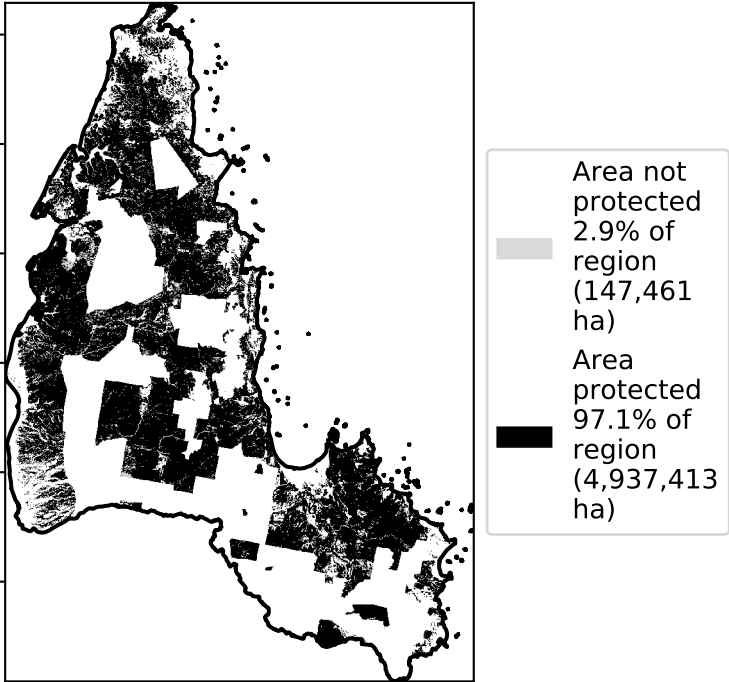 Area not
protected
2.9% of
region
(147,461
ha)
Area
protected
97.1% of
region
(4,937,413
ha)